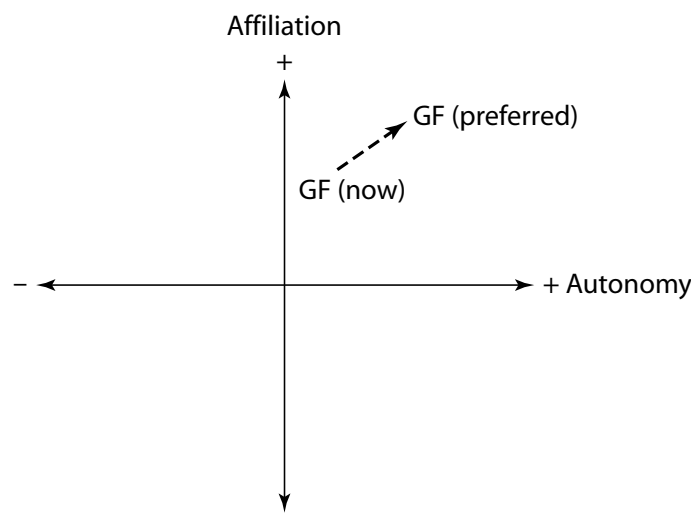 Affiliation
+
GF (preferred)
GF (now)
–
+ Autonomy